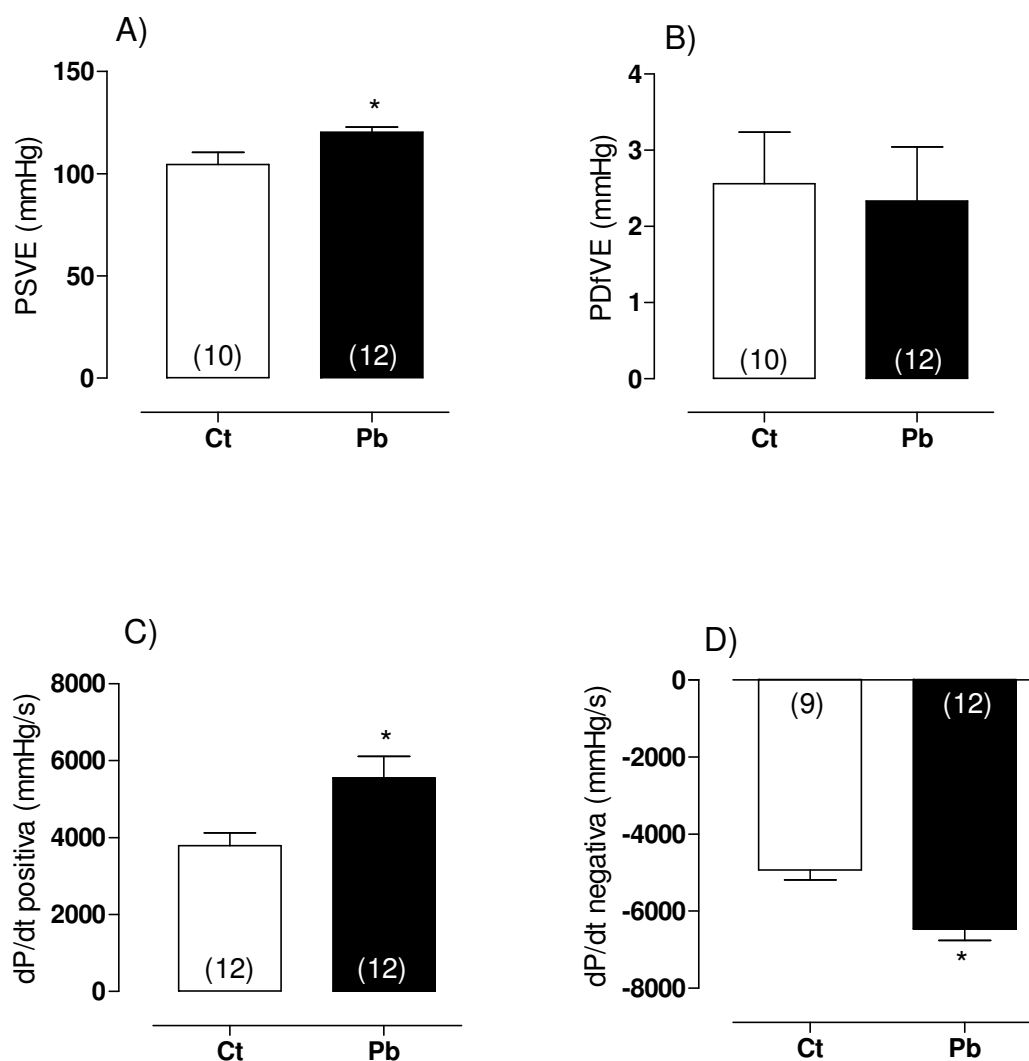 A)
PSVE (mmHg)
150
100
50
0
*
(10)
(12)
Ct
Pb
B)
PDfVE (mmHg)
4
3
2
1
0
(10)
(12)
Ct
Pb
C)
dP/dt positiva (mmHg/s)
8000
6000
4000
2000
0
*
(12)
(12)
Ct
Pb
D)
dP/dt negativa (mmHg/s)
0
-2000
-4000
-6000
-8000
(9)
(12)
*
Ct
Pb